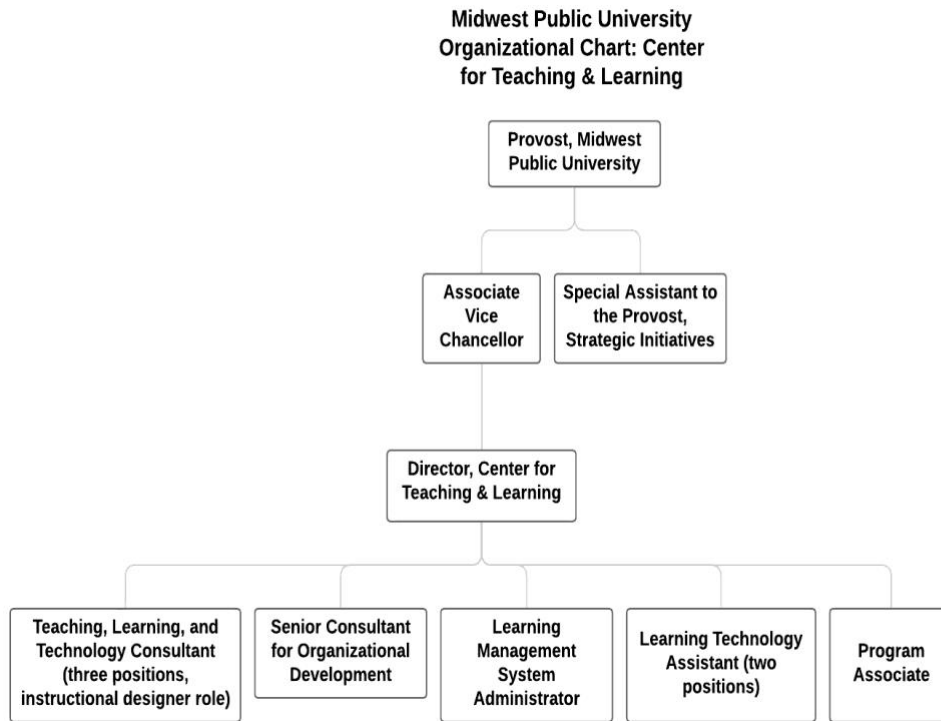 Midwest Public University
Organizational Chart: Center
for Teaching & Learning
Provost, Midwest
Public University
Associate
Vice
Chancellor
Special Assistant to
the Provost,
Strategic Initiatives
Director, Center for
Teaching & Learning
Teaching, Learning, and
Technology Consultant
(three positions,
instructional designer role)
Senior Consultant
for Organizational
Development
Learning
Management
System
Administrator
Learning Technology
Assistant (two
positions)
Program
Associate